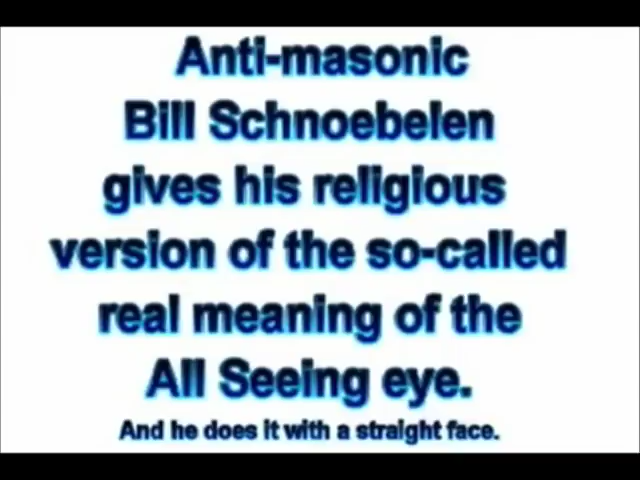 Anti-masonic
Bill Schnoebelen
gives his religious
version of the so-called
real meaning of the
All Seeing eye.
And he does it with a straight face.